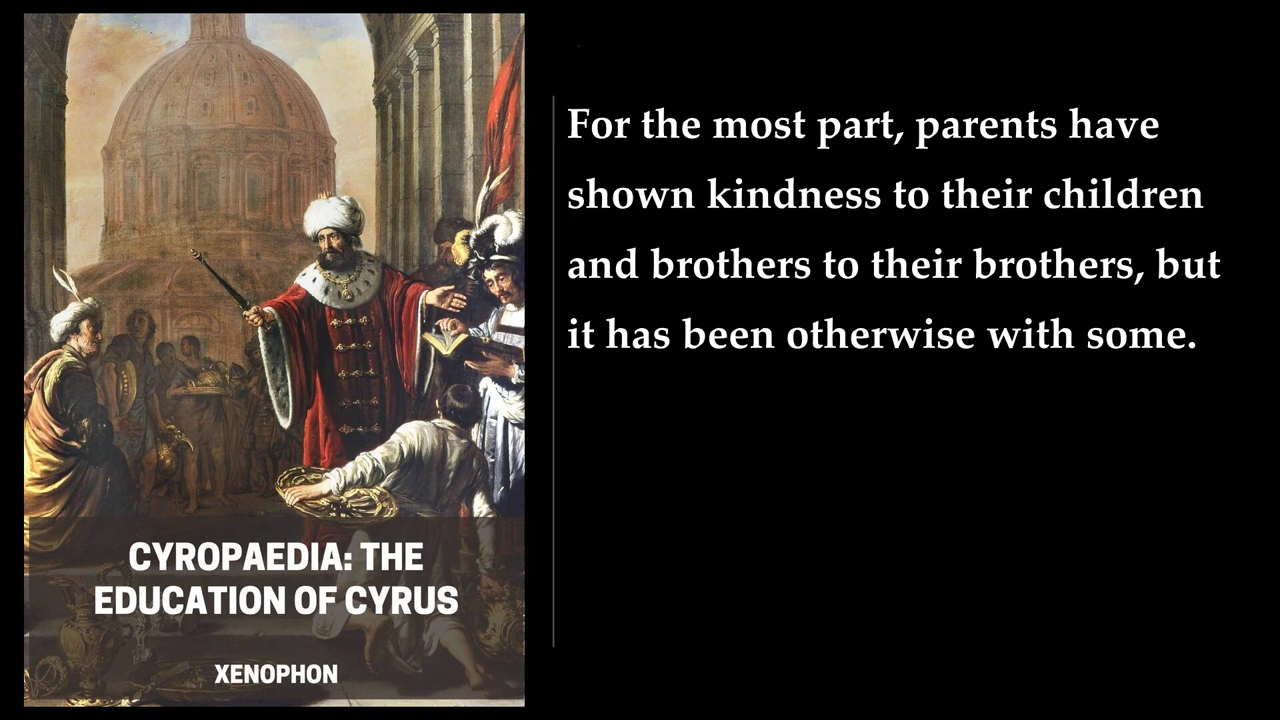 For the most part, parents have
shown kindness to their children
and brothers to their brothers, but
it has been otherwise with some.
CYROPAEDIA: THE
EDUCATION OF CYRUS
XENOPHON